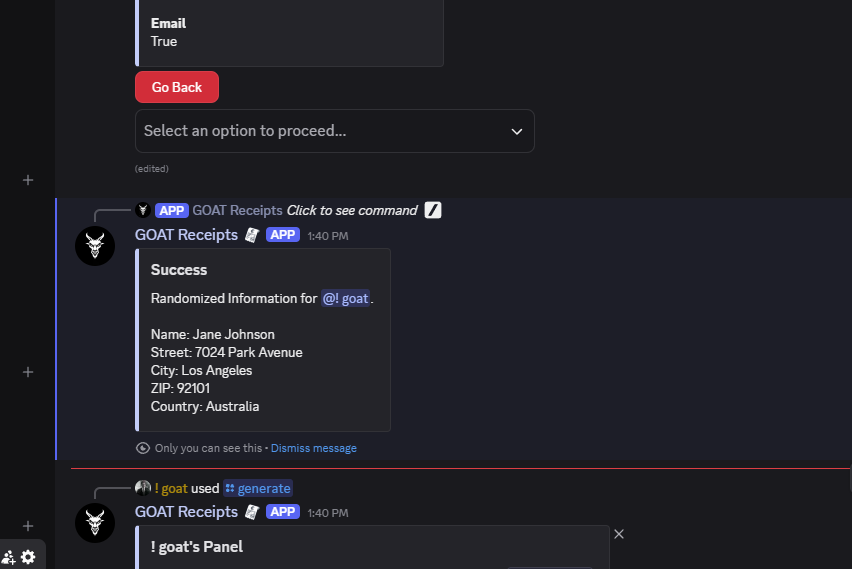 Email
True
Go Back
Select an option to proceed...
(edited)
APP GOAT Receipts Click to see command
GOAT Receipts APP 1:40 PM
Success
Randomized Information for @! goat.
Name: Jane Johnson
Street: 7024 Park Avenue
City: Los Angeles
ZIP: 92101
Country: Australia
Only you can see this • Dismiss message
! goat used generate
GOAT Receipts APP 1:40 PM
! goat's Panel